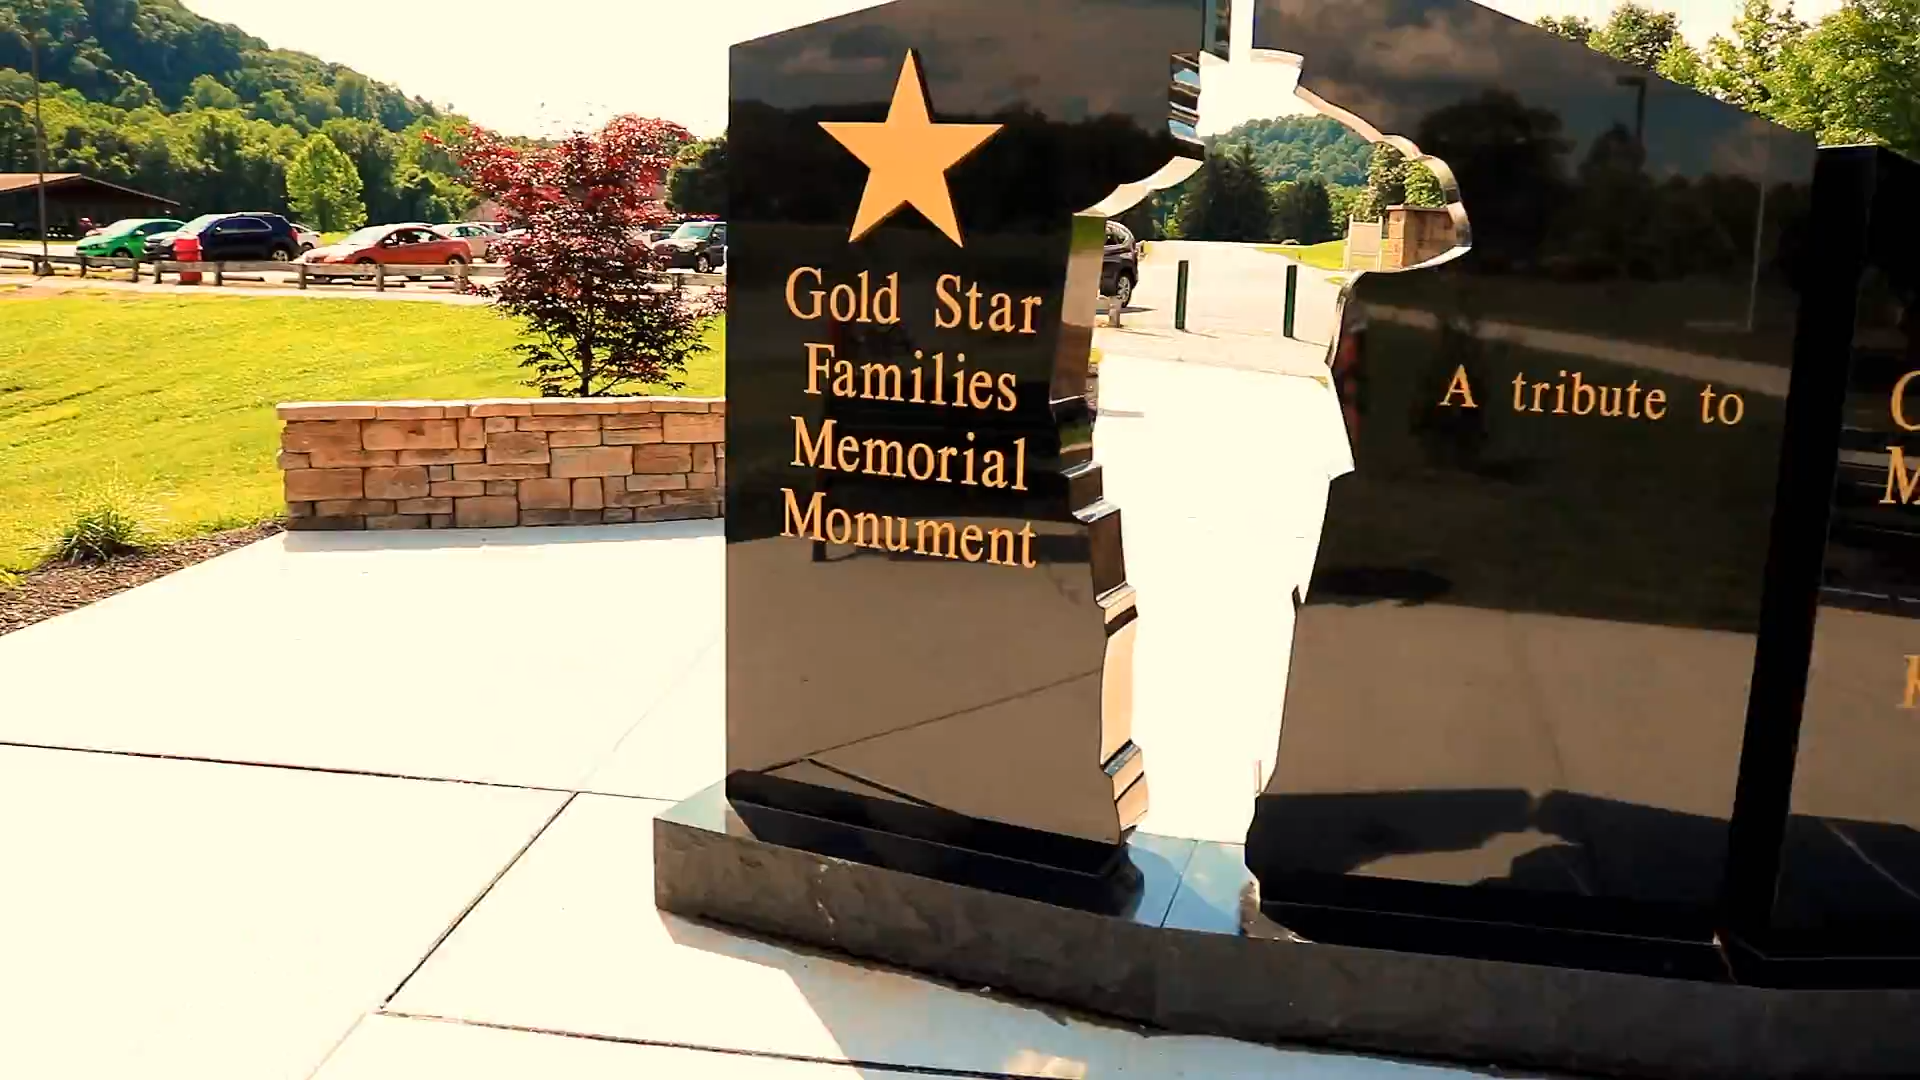 Gold Star
Families
Memorial
Monument
A tribute to